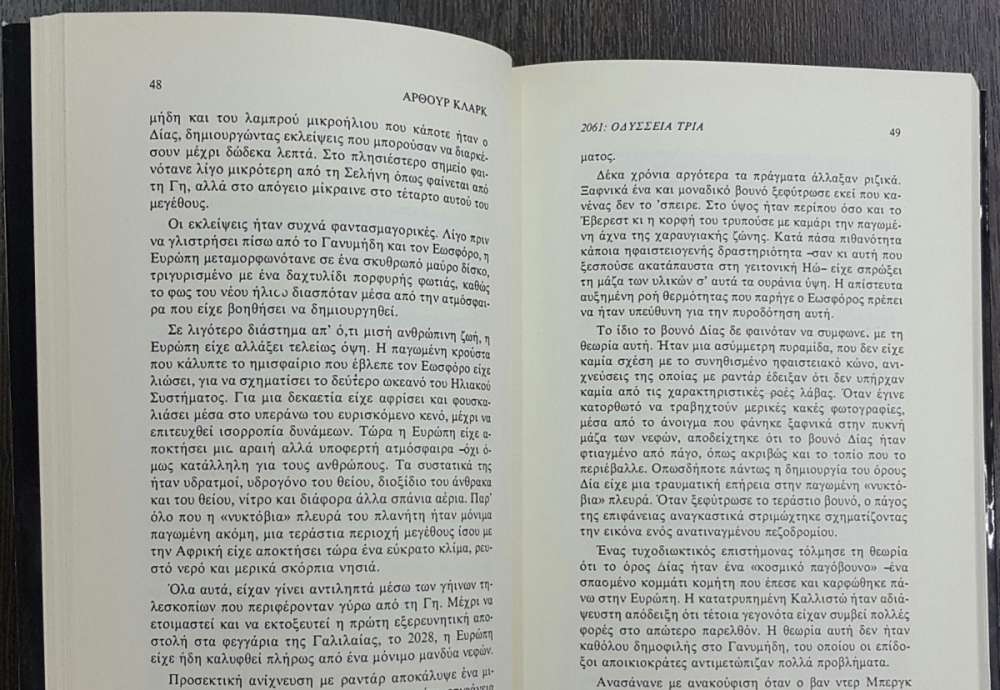 48
ΑΡΘΟΥΡ ΚΛΑΡΚ
μήδη και του λαμπρού μικροήλιου που κάποτε ήταν ο
Δίας, δημιουργώντας εκλείψεις που μπορούσαν να διαρκέ-
σουν μέχρι δώδεκα λεπτά. Στο πλησιέστερο σημείο φαι-
νότανε λίγο μικρότερη από τη Σελήνη όπως φαίνεται από
τη Γη, αλλά στο απόγειο μίκραινε στο τέταρτο αυτού του
μεγέθους.
Οι εκλείψεις ήταν συχνά φαντασμαγορικές. Λίγο πριν
να γλιστρήσει πίσω από το Γανυμήδη και τον Εωσφόρο, η
Ευρώπη μεταμορφωνότανε σε ένα σκυθρωπό μαύρο δίσκο,
τριγυρισμένο με ένα δαχτυλίδι πορφυρής φωτιάς, καθώς
το φως του νέου ήλιου διασπόταν μέσα από την ατμόσφαι-
ρα που είχε βοηθήσει να δημιουργηθεί.
Σε λιγότερο διάστημα απ' ό,τι μισή ανθρώπινη ζωή, η
Ευρώπη είχε αλλάξει τελείως όψη. Η παγωμένη κρούστα
που κάλυπτε το ημισφαίριο που έβλεπε τον Εωσφόρο είχε
λιώσει, για να σχηματίσει το δεύτερο ωκεανό του Ηλιακού
Συστήματος. Για μια δεκαετία είχε αφρίσει και φουσκα-
λιάσει μέσα στο υπεράνω του ευρισκόμενο κενό, μέχρι να
επιτευχθεί ισορροπία δυνάμεων. Τώρα η Ευρώπη είχε α-
ποκτήσει μια αραιή αλλά υποφερτή ατμόσφαιρα -όχι ό-
μως κατάλληλη για τους ανθρώπους. Τα συστατικά της
ήταν υδρατμοί, υδρογόνο του θείου, διοξίδιο του άνθρακα
και του θείου, νίτρο και διάφορα άλλα σπάνια αέρια. Παρ'
όλο που η «νυκτόβια» πλευρά του πλανήτη ήταν μόνιμα
παγωμένη ακόμη, μια τεράστια περιοχή μεγέθους ίσου με
την Αφρική είχε αποκτήσει τώρα ένα εύκρατο κλίμα, ρευ-
στό νερό και μερικά σκόρπια νησιά.
Όλα αυτά, είχαν γίνει αντιληπτά μέσω των γήινων τη-
λεσκοπίων που περιφέρονταν γύρω από τη Γη. Μέχρι να
ετοιμαστεί και να εκτοξευτεί η πρώτη εξερευνητική απο-
στολή στα φεγγάρια της Γαλιλαίας, το 2028, η Ευρώπη
είχε ήδη καλυφθεί πλήρως από ένα μόνιμο μανδύα νεφών.
Προσεκτική ανίχνευση με ραντάρ αποκάλυψε ένα μι-
2061: ΟΔΥΣΣΕΙΑ ΤΡΙΑ
49
ματος.
Δέκα χρόνια αργότερα τα πράγματα άλλαξαν ριζικά.
Ξαφνικά ένα και μοναδικό βουνό ξεφύτρωσε εκεί που κα-
νένας δεν το 'σπειρε. Στο ύψος ήταν περίπου όσο και το
Έβερεστ κι η κορφή του τρυπούσε με καμάρι την παγωμέ-
νη άχνα της χαραυγιακής ζώνης. Κατά πάσα πιθανότητα
κάποια ηφαιστειογενής δραστηριότητα -σαν κι αυτή που
ξεσπούσε ακατάπαυστα στη γειτονική Ηώ- είχε σπρώξει
τη μάζα των υλικών σ' αυτά τα ουράνια ύψη. Η απίστευτα
αυξημένη ροή θερμότητας που παρήγε ο Εωσφόρος πρέπει
να ήταν υπεύθυνη για την πυροδότηση αυτή.
Το ίδιο το βουνό Δίας δε φαινόταν να συμφωνε. με τη
θεωρία αυτή. Ήταν μια ασύμμετρη πυραμίδα, που δεν είχε
καμία σχέση με το συνηθισμένο ηφαιστειακό κώνο, ανι-
χνεύσεις της οποίας με ραντάρ έδειξαν ότι δεν υπήρχαν
καμία από τις χαρακτηριστικές ροές λάβας. Όταν έγινε
κατορθωτό να τραβηχτούν μερικές κακές φωτογραφίες,
μέσα από το άνοιγμα που φάνηκε ξαφνικά στην πυκνή
μάζα των νεφών, αποδείχτηκε ότι το βουνό Δίας ήταν
φτιαγμένο από πάγο, όπως ακριβώς και το τοπίο που το
περιέβαλλε. Οπωσδήποτε πάντως η δημιουργία του όρους
Δία είχε μια τραυματική επήρεια στην παγωμένη «νυκτό-
βια» πλευρά. Όταν ξεφύτρωσε το τεράστιο βουνό, ο πάγος
της επιφάνειας αναγκαστικά στριμώχτηκε σχηματίζοντας
την εικόνα ενός ανατιναγμένου πεζοδρομίου.
Ένας τυχοδιωκτικός επιστήμονας τόλμησε τη θεωρία
ότι το όρος Δίας ήταν ένα «κοσμικό παγόβουνο» -ένα
σπασμένο κομμάτι κομήτη που έπεσε και καρφώθηκε πά-
νω στην Ευρώπη. Η κατατρυπημένη Καλλιστώ ήταν αδιά-
ψευστη απόδειξη ότι τέτοια γεγονότα είχαν συμβεί πολλές
φορές στο απώτερο παρελθόν. Η θεωρία αυτή δεν ήταν
καθόλου δημοφιλής στο Γανυμήδη, του οποίου οι επίδο-
ξοι αποικιοκράτες αντιμετώπιζαν πολλά προβλήματα.
Ανασάνανε με ανακούφιση όταν ο βαν ντερ Μπεργκ